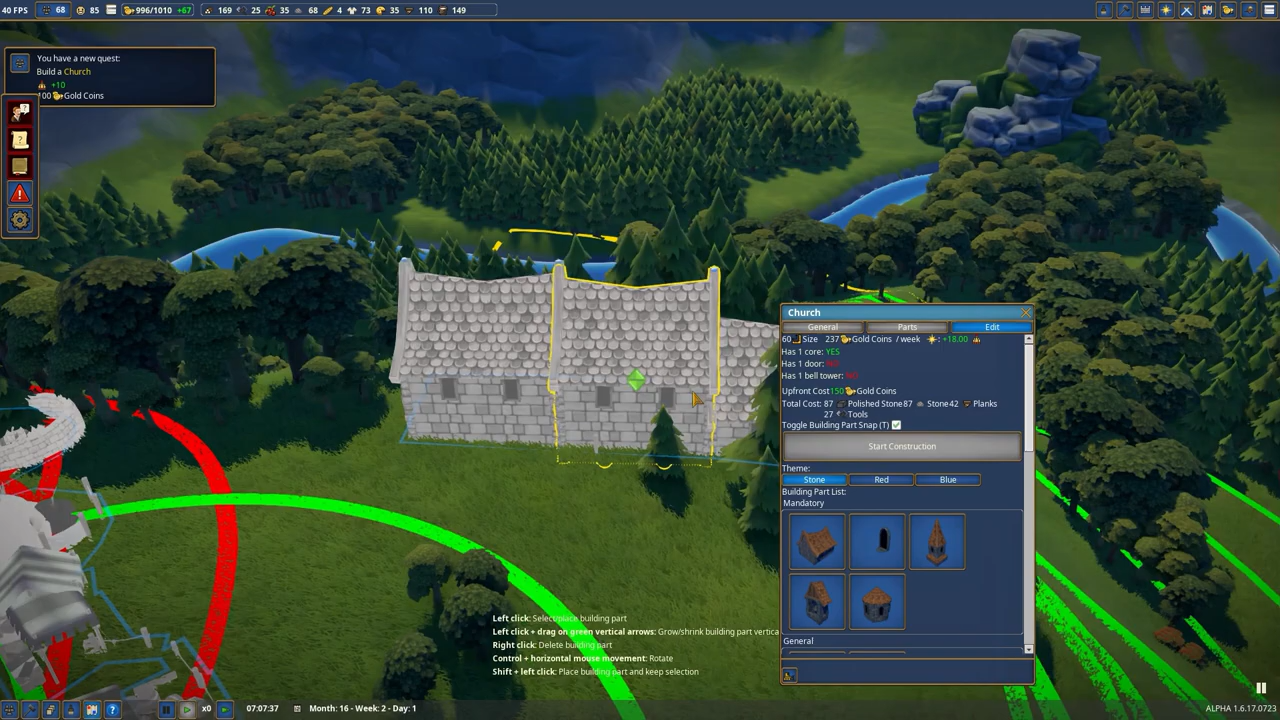 40 FPS 68 85 996/1010 +67 169 25 35 68 4 73 35 110 149
You have a new quest:
Build a Church
+10
100 Gold Coins
Church
General Parts Edit
60 Size 237 Gold Coins / week : +18.00
Has 1 core: YES
Has 1 door: NO
Has 1 bell tower: NO
Upfront Cost 150 Gold Coins
Total Cost: 87 Polished Stone 87 Stone 42 Planks
27 Tools
Toggle Building Part Snap (T)
Start Construction
Theme:
Stone Red Blue
Building Part List:
Mandatory
General
Left click: Select/place building part
Left click + drag on green vertical arrows: Grow/shrink building part vertica
Right click: Delete building part
Control + horizontal mouse movement: Rotate
Shift + left click: Place building part and keep selection
x0 07:07:37 Month: 16 - Week: 2 - Day: 1
ALPHA 1.6.17.0723